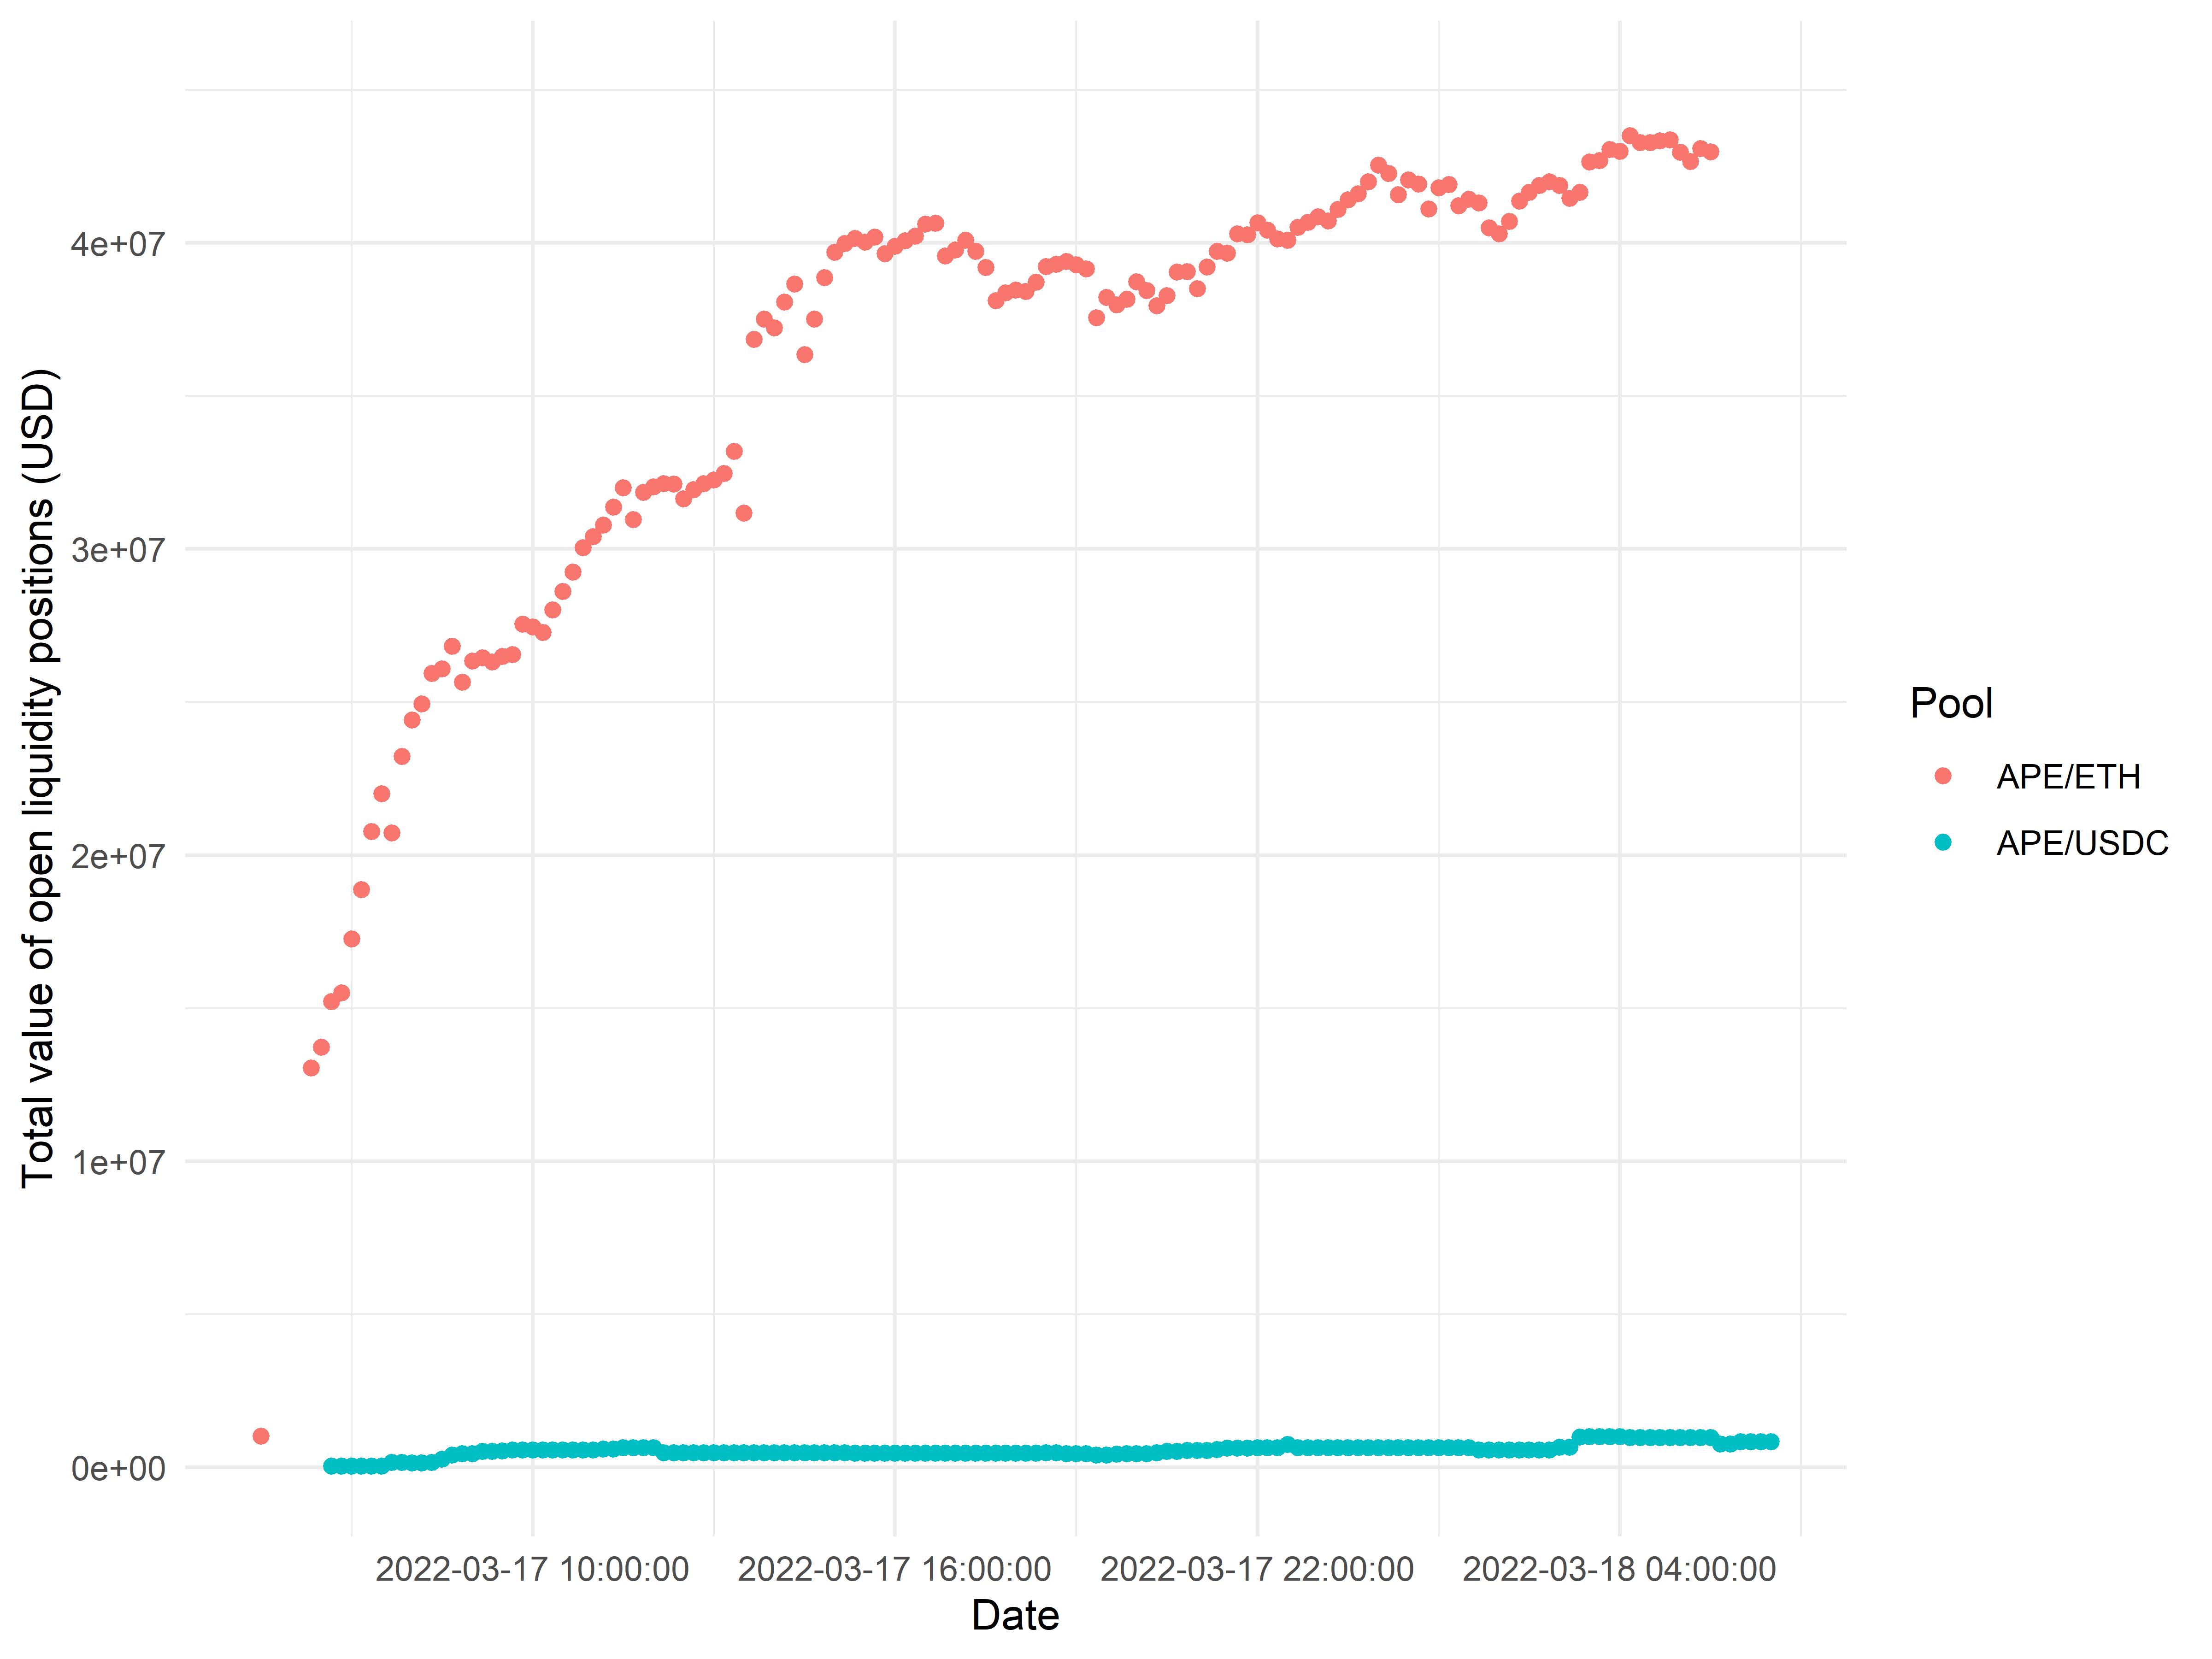 Total value of open liquidity positions (USD)
4e+07
3e+07
2e+07
1e+07
0e+00
2022-03-17 10:00:00
2022-03-17 16:00:00
2022-03-17 22:00:00
2022-03-18 04:00:00
Date
Pool
APE/ETH
APE/USDC